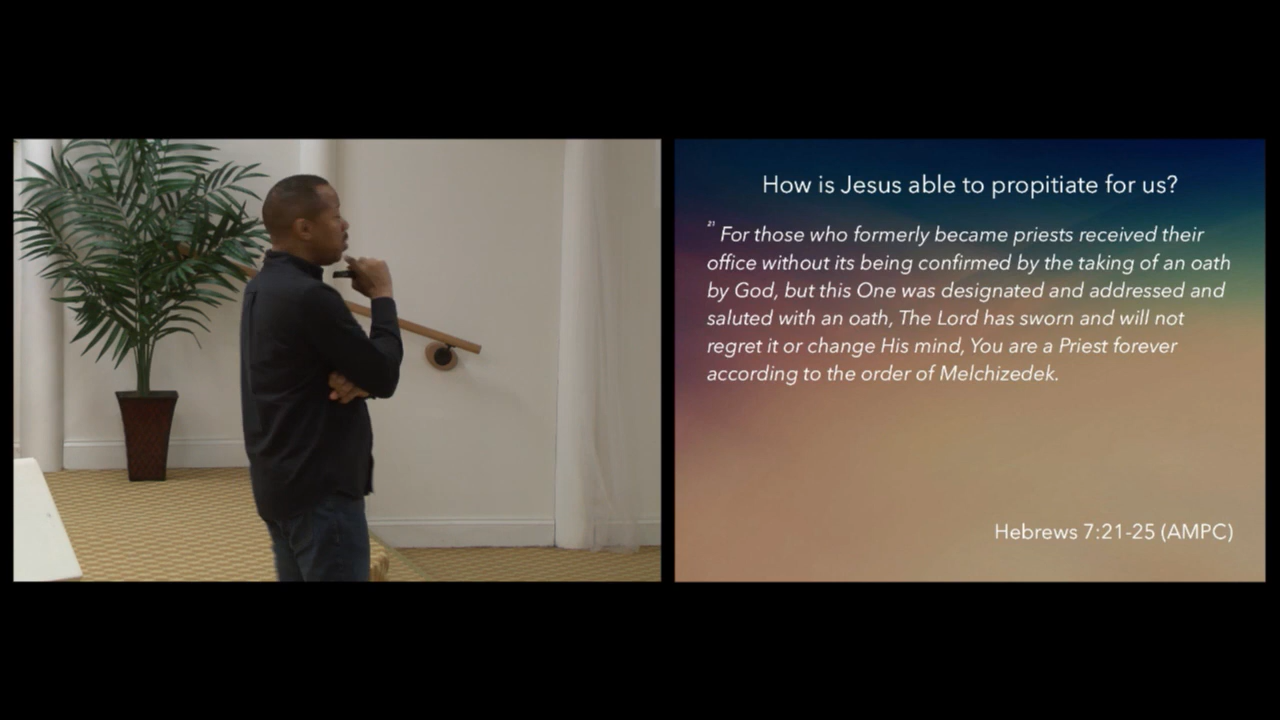 How is Jesus able to propitiate for us?
21 For those who formerly became priests received their
office without its being confirmed by the taking of an oath
by God, but this One was designated and addressed and
saluted with an oath, The Lord has sworn and will not
regret it or change His mind, You are a Priest forever
according to the order of Melchizedek.
Hebrews 7:21-25 (AMPC)